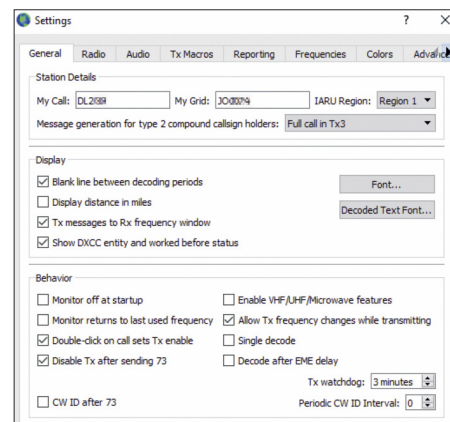 Settings
General Radio Audio Tx Macros Reporting Frequencies Colors
Station Details
My Call: My Grid: IARU Region: Region 1
Message generation for type 2 compound callsign holders: Full call in Tx3
Display
Blank line between decoding periods Font...
Display distance in miles
Decoded Text Font...
Tx messages to Rx frequency window
Show DXCC entity and worked before status
Behavior
Monitor off at startup Enable VHF/UHF/Microwave features
Monitor returns to last used frequency Allow Tx frequency changes while transmitting
Double-click on call sets Tx enable Single decode
Disable Tx after sending 73 Decode after EME delay
Tx watchdog: 3 minutes
CW ID after 73 Periodic CW ID Interval: 0